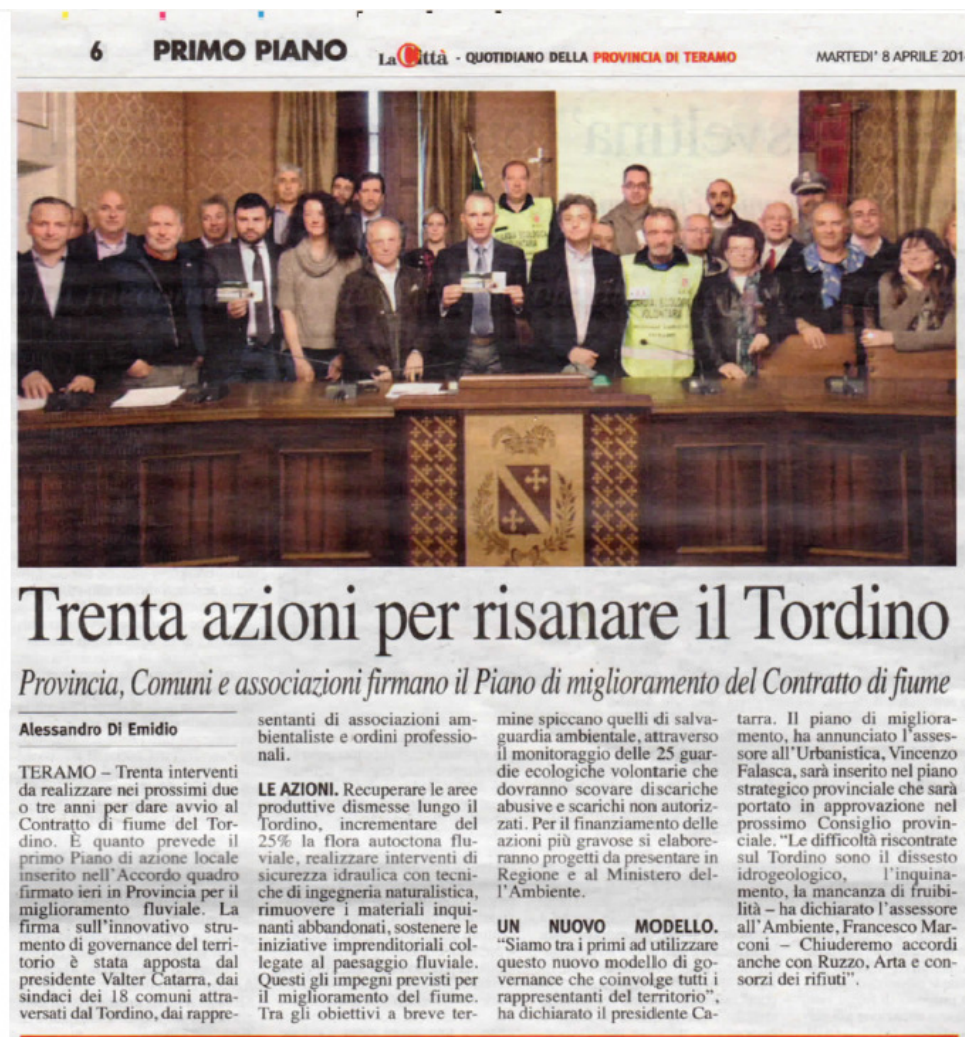 6 PRIMO PIANO La Città - QUOTIDIANO DELLA PROVINCIA DI TERAMO MARTEDI' 8 APRILE 201
GUARDIA ECOLOGICA
VOLONTARIA
Trenta azioni per risanare il Tordino
Provincia, Comuni e associazioni firmano il Piano di miglioramento del Contratto di fiume
Alessandro Di Emidio
TERAMO – Trenta interventi
da realizzare nei prossimi due
o tre anni per dare avvio al
Contratto di fiume del Tor-
dino. È quanto prevede il
primo Piano di azione locale
inserito nell'Accordo quadro
firmato ieri in Provincia per il
miglioramento fluviale. La
firma sull'innovativo stru-
mento di governance del terri-
torio è stata apposta dal
presidente Valter Catarra, dai
sindaci dei 18 comuni attra-
versati dal Tordino, dai rappre-
sentanti di associazioni am-
bientaliste e ordini professio-
nali.
LE AZIONI. Recuperare le aree
produttive dismesse lungo il
Tordino, incrementare del
25% la flora autoctona flu-
viale, realizzare interventi di
sicurezza idraulica con tecni-
che di ingegneria naturalistica,
rimuovere i materiali inqui-
nanti abbandonati, sostenere le
iniziative imprenditoriali col-
legate al paesaggio fluviale.
Questi gli impegni previsti per
il miglioramento del fiume.
Tra gli obiettivi a breve ter-
mine spiccano quelli di salva-
guardia ambientale, attraverso
il monitoraggio delle 25 guar-
die ecologiche volontarie che
dovranno scovare discariche
abusive e scarichi non autoriz-
zati. Per il finanziamento delle
azioni più gravose si elabore-
ranno progetti da presentare in
Regione e al Ministero del-
l'Ambiente.
UN NUOVO MODELLO.
“Siamo tra i primi ad utilizzare
questo nuovo modello di go-
vernance che coinvolge tutti i
rappresentanti del territorio”,
ha dichiarato il presidente Ca-
tarra. Il piano di migliora-
mento, ha annunciato l'asses-
sore all'Urbanistica, Vincenzo
Falasca, sarà inserito nel piano
strategico provinciale che sarà
portato in approvazione nel
prossimo Consiglio provin-
ciale. “Le difficoltà riscontrate
sul Tordino sono il dissesto
idrogeologico, l'inquina-
mento, la mancanza di fruibi-
lità – ha dichiarato l'assessore
all'Ambiente, Francesco Mar-
coni – Chiuderemo accordi
anche con Ruzzo, Arta e con-
sorzi dei rifiuti”.